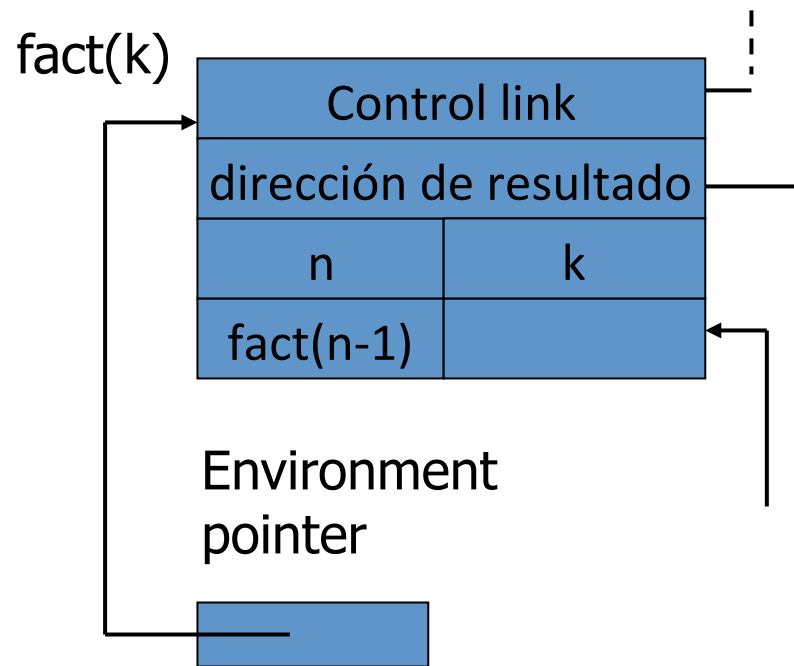 fact(k)
Control link
dirección de resultado
n k
fact(n-1)
Environment
pointer